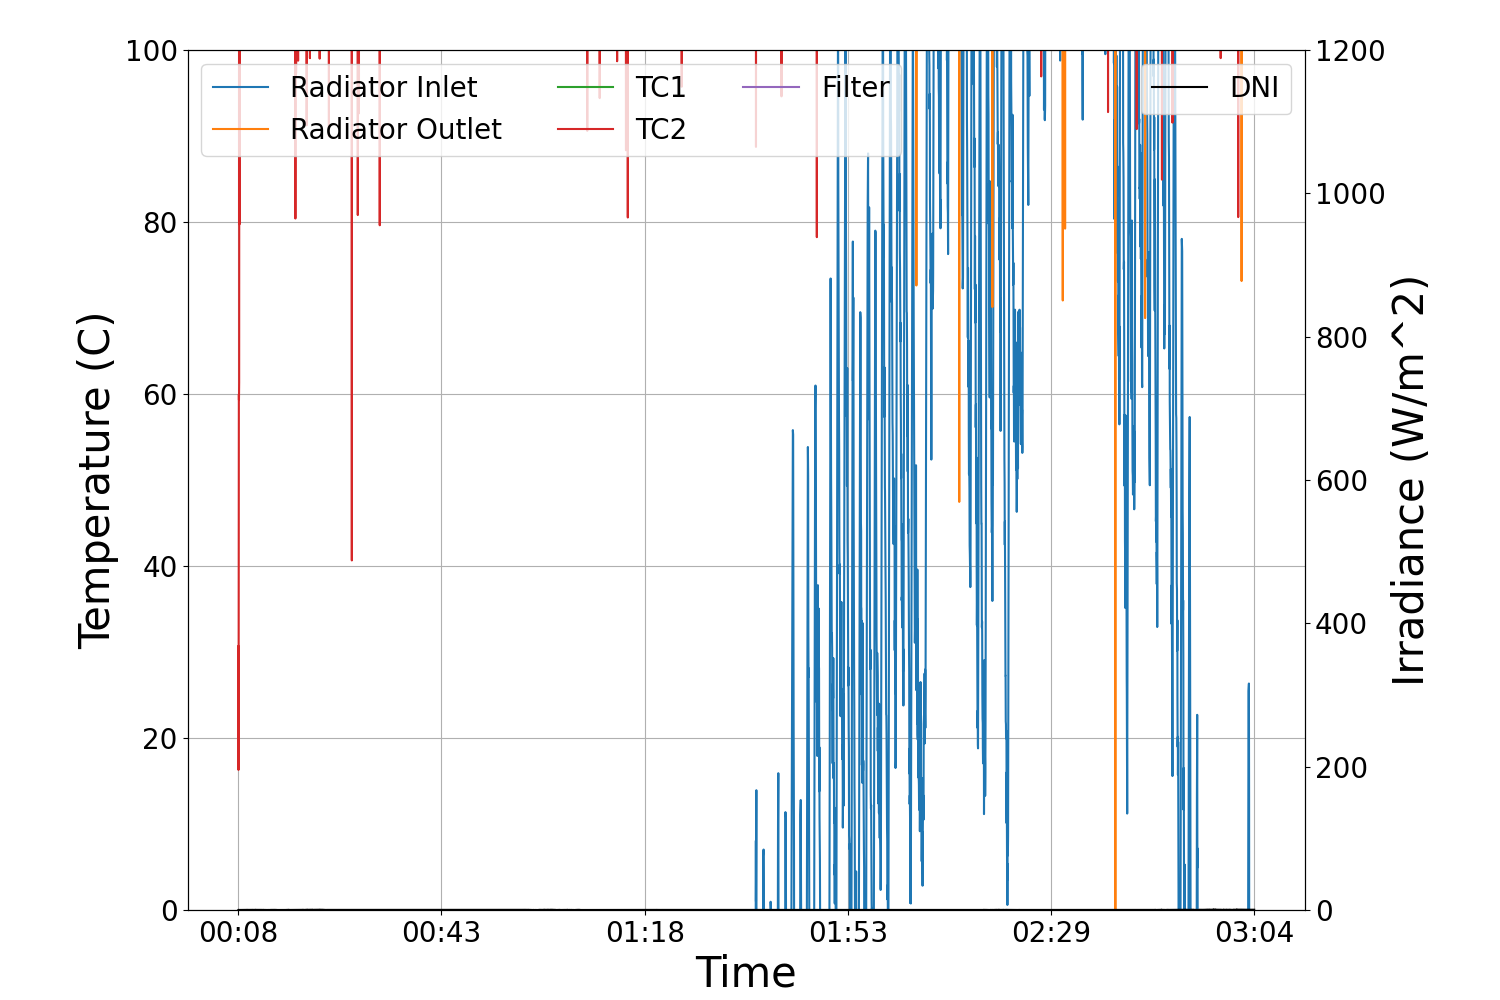 100
80
60
40
20
0
Temperature (C)
Radiator Inlet
Radiator Outlet
TC1
TC2
Filter
DNI
1200
1000
800
600
400
200
0
Irradiance (W/m^2)
00:08 00:43 01:18 01:53 02:29 03:04
Time